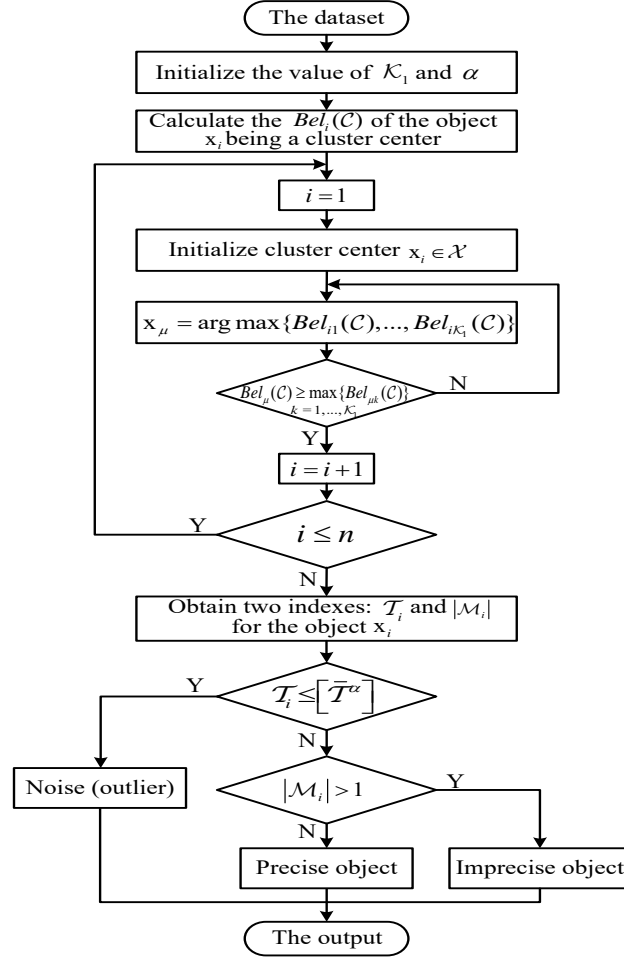 The dataset
Initialize the value of 𝒦₁ and α
Calculate the Belᵢ(𝒞) of the object
xᵢ being a cluster center
i = 1
Initialize cluster center xᵢ ∈ 𝒳
x_μ = arg max{Bel_{i1}(𝒞),..., Bel_{i𝒦₁}(𝒞)}
Bel_μ(𝒞) ≥ max{Bel_{μk}(𝒞)}
k = 1,...,𝒦₁
N
Y
i = i+1
i ≤ n
Y
N
Obtain two indexes: 𝒯ᵢ and |ℳᵢ|
for the object xᵢ
𝒯ᵢ ≤ [𝒯̄^α]
Y
N
Noise (outlier)
|ℳᵢ| > 1
Y
N
Precise object
Imprecise object
The output